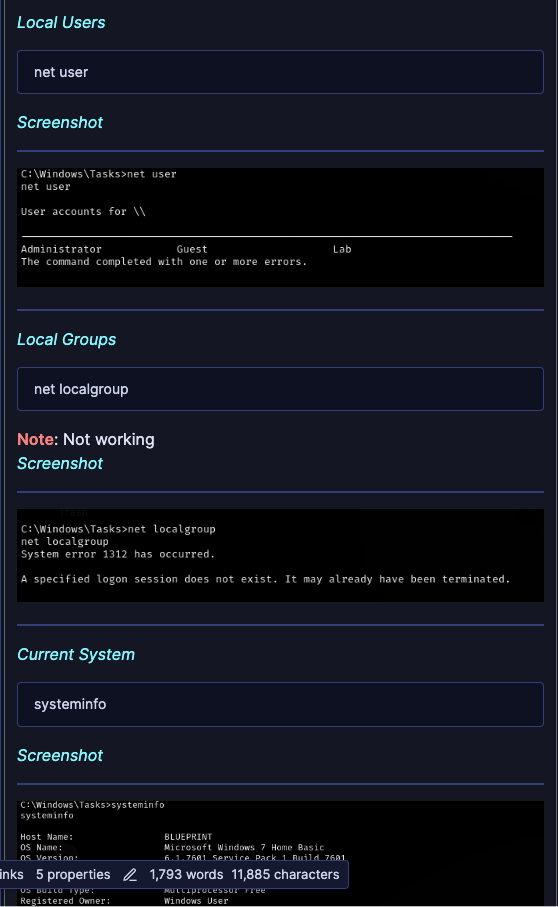 Local Users
net user
Screenshot
C:\Windows\Tasks>net user
net user
User accounts for \\
Administrator Guest Lab
The command completed with one or more errors.
Local Groups
net localgroup
Note: Not working
Screenshot
C:\Windows\Tasks>net localgroup
net localgroup
System error 1312 has occurred.
A specified logon session does not exist. It may already have been terminated.
Current System
systeminfo
Screenshot
C:\Windows\Tasks>systeminfo
systeminfo
Host Name: BLUEPRINT
OS Name: Microsoft Windows 7 Home Basic
OS Version: 6.1.7601 Service Pack 1 Build 7601
inks 5 properties 1,793 words 11,885 characters
OS Build Type: Multiprocessor Free
Registered Owner: Windows User